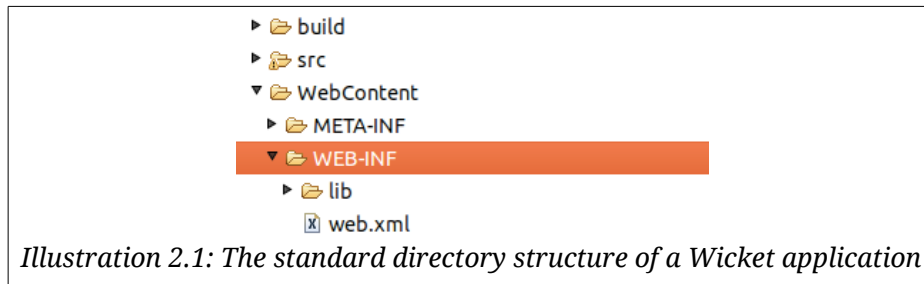 build
src
WebContent
META-INF
WEB-INF
lib
web.xml
Illustration 2.1: The standard directory structure of a Wicket application